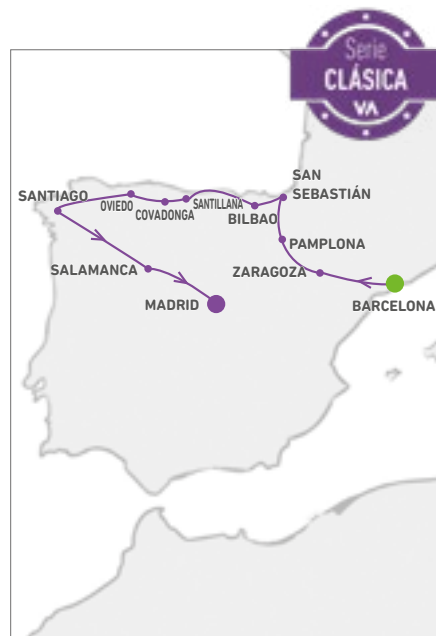 Serie
CLÁSICA
VA
SAN
SEBASTIÁN
SANTIAGO
OVIEDO
COVADONGA
SANTILLANA
BILBAO
PAMPLONA
SALAMANCA
ZARAGOZA
MADRID
BARCELONA